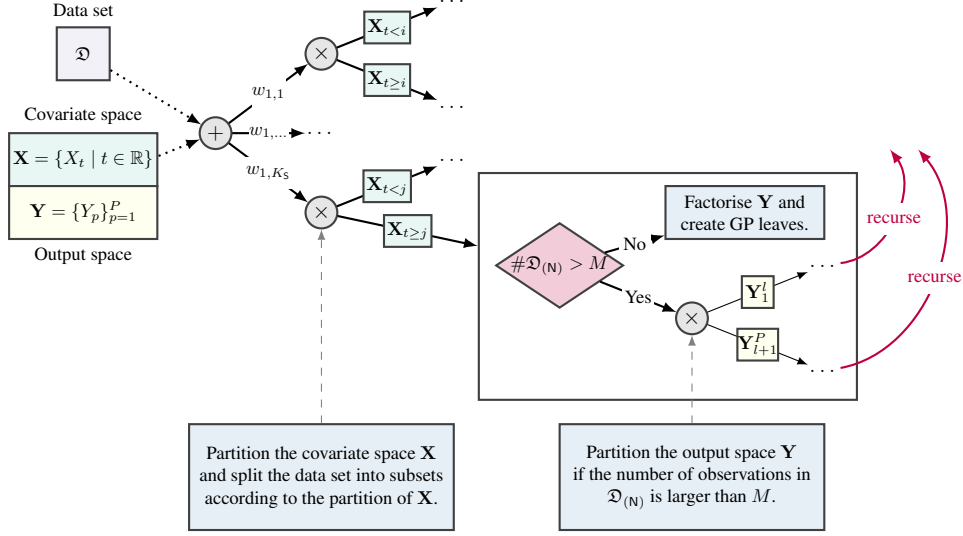 Data set
𝔇
Covariate space
𝐗 = {X_t | t ∈ ℝ}
𝐘 = {Y_p}_{p=1}^{P}
Output space
+
w_{1,1}
w_{1,...}
w_{1,K_S}
. . .
×
𝐗_{t<i}
𝐗_{t≥i}
. . .
. . .
. . .
×
𝐗_{t<j}
𝐗_{t≥j}
. . .
#𝔇_{(N)} > M
No
Factorise 𝐘 and
create GP leaves.
Yes
×
𝐘_1^l
𝐘_{l+1}^P
. . .
. . .
recurse
recurse
Partition the covariate space 𝐗
and split the data set into subsets
according to the partition of 𝐗.
Partition the output space 𝐘
if the number of observations in
𝔇_{(N)} is larger than M.